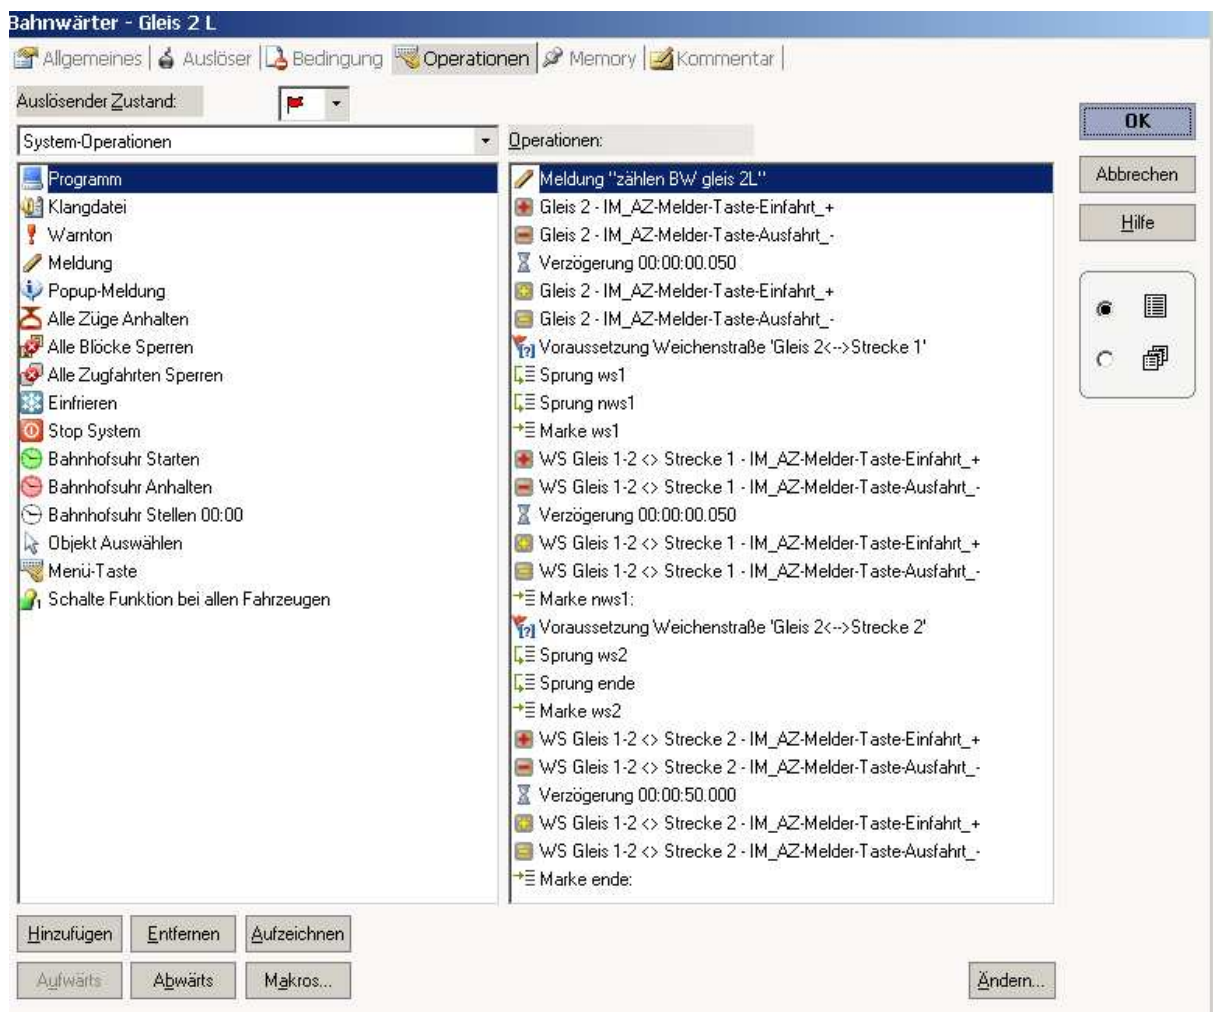 Bahnwärter - Gleis 2 L
Allgemeines Auslöser Bedingung Operationen Memory Kommentar
Auslösender Zustand:
System-Operationen
Programm
Klangdatei
Warnton
Meldung
Popup-Meldung
Alle Züge Anhalten
Alle Blöcke Sperren
Alle Zugfahrten Sperren
Einfrieren
Stop System
Bahnhofsuhr Starten
Bahnhofsuhr Anhalten
Bahnhofsuhr Stellen 00:00
Objekt Auswählen
Menü-Taste
Schalte Funktion bei allen Fahrzeugen
Operationen:
Meldung "zählen BW gleis 2L"
Gleis 2 - IM_AZ-Melder-Taste-Einfahrt_+
Gleis 2 - IM_AZ-Melder-Taste-Ausfahrt_-
Verzögerung 00:00:00.050
Gleis 2 - IM_AZ-Melder-Taste-Einfahrt_+
Gleis 2 - IM_AZ-Melder-Taste-Ausfahrt_-
Voraussetzung Weichenstraße 'Gleis 2<-->Strecke 1'
Sprung ws1
Sprung nws1
Marke ws1
WS Gleis 1-2 <> Strecke 1 - IM_AZ-Melder-Taste-Einfahrt_+
WS Gleis 1-2 <> Strecke 1 - IM_AZ-Melder-Taste-Ausfahrt_-
Verzögerung 00:00:00.050
WS Gleis 1-2 <> Strecke 1 - IM_AZ-Melder-Taste-Einfahrt_+
WS Gleis 1-2 <> Strecke 1 - IM_AZ-Melder-Taste-Ausfahrt_-
Marke nws1:
Voraussetzung Weichenstraße 'Gleis 2<-->Strecke 2'
Sprung ws2
Sprung ende
Marke ws2
WS Gleis 1-2 <> Strecke 2 - IM_AZ-Melder-Taste-Einfahrt_+
WS Gleis 1-2 <> Strecke 2 - IM_AZ-Melder-Taste-Ausfahrt_-
Verzögerung 00:00:50.000
WS Gleis 1-2 <> Strecke 2 - IM_AZ-Melder-Taste-Einfahrt_+
WS Gleis 1-2 <> Strecke 2 - IM_AZ-Melder-Taste-Ausfahrt_-
Marke ende:
OK
Abbrechen
Hilfe
Hinzufügen Entfernen Aufzeichnen
Aufwärts Abwärts Makros...
Ändern...